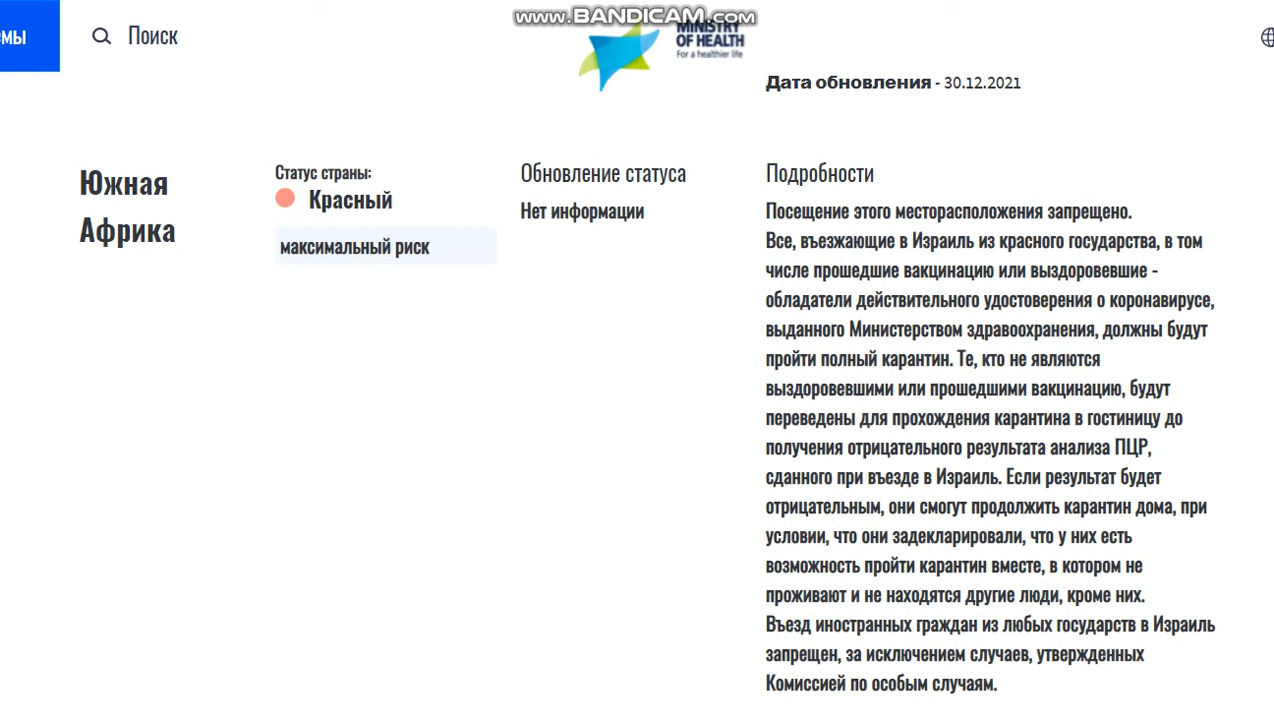 www.BANDICAM.com
Поиск
MINISTRY
OF HEALTH
For a healthier life
Дата обновления - 30.12.2021
Южная
Африка
Статус страны:
Красный
максимальный риск
Обновление статуса
Нет информации
Подробности
Посещение этого месторасположения запрещено.
Все, въезжающие в Израиль из красного государства, в том
числе прошедшие вакцинацию или выздоровевшие -
обладатели действительного удостоверения о коронавирусе,
выданного Министерством здравоохранения, должны будут
пройти полный карантин. Те, кто не являются
выздоровевшими или прошедшими вакцинацию, будут
переведены для прохождения карантина в гостиницу до
получения отрицательного результата анализа ПЦР,
сданного при въезде в Израиль. Если результат будет
отрицательным, они смогут продолжить карантин дома, при
условии, что они задекларировали, что у них есть
возможность пройти карантин вместе, в котором не
проживают и не находятся другие люди, кроме них.
Въезд иностранных граждан из любых государств в Израиль
запрещен, за исключением случаев, утвержденных
Комиссией по особым случаям.